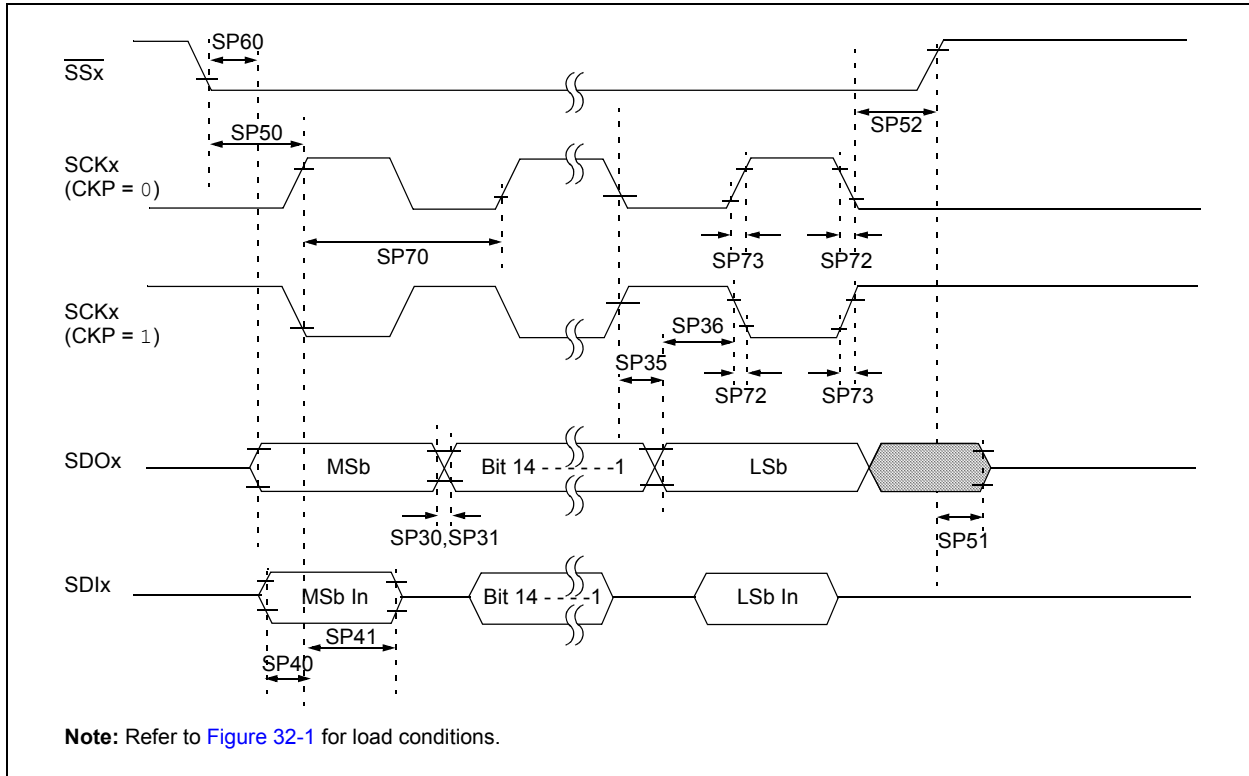 SP60
SSx
SP50
SP52
SCKx
(CKP = 0)
SP70
SP73
SP72
SCKx
(CKP = 1)
SP36
SP35
SP72
SP73
SDOx
MSb
Bit 14 - - - - - -1
LSb
SP30,SP31
SP51
SDIx
MSb In
Bit 14 - - - -1
LSb In
SP41
SP40
Note: Refer to Figure 32-1 for load conditions.